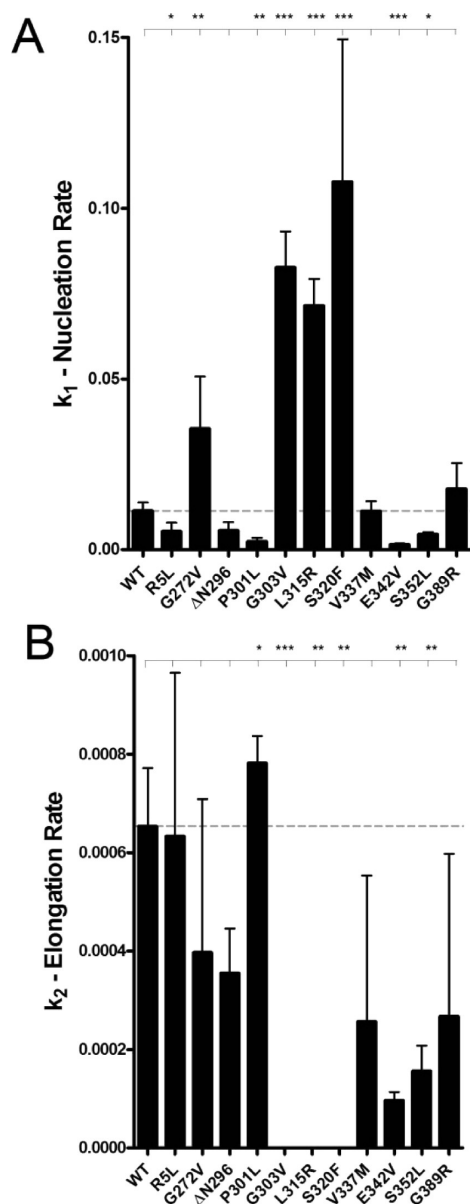 A
* ** ** *** *** *** *** *
0.15
0.10
0.05
0.00
k1 - Nucleation Rate
WT R5L G272V ΔN296 P301L G303V L315R S320F V337M E342V S352L G389R
B
* *** ** ** ** **
0.0010
0.0008
0.0006
0.0004
0.0002
0.0000
k2 - Elongation Rate
WT R5L G272V ΔN296 P301L G303V L315R S320F V337M E342V S352L G389R